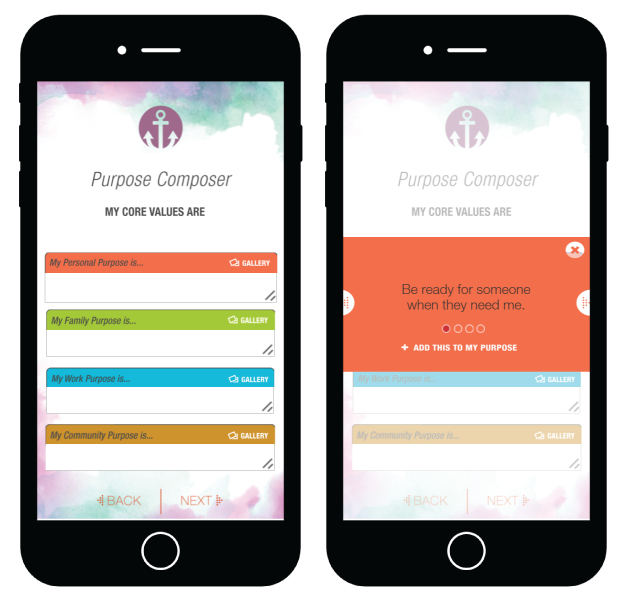 Purpose Composer
MY CORE VALUES ARE
My Personal Purpose is... GALLERY
My Family Purpose is... GALLERY
My Work Purpose is... GALLERY
My Community Purpose is... GALLERY
BACK NEXT
Purpose Composer
MY CORE VALUES ARE
Be ready for someone
when they need me.
+ ADD THIS TO MY PURPOSE
My Work Purpose is... GALLERY
My Community Purpose is... GALLERY
BACK NEXT